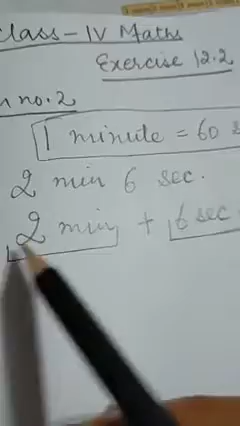 Class - IV Maths
Exercise 12.2
no. 2
1 minute = 60 s
2 min 6 sec.
2 min + 6 sec